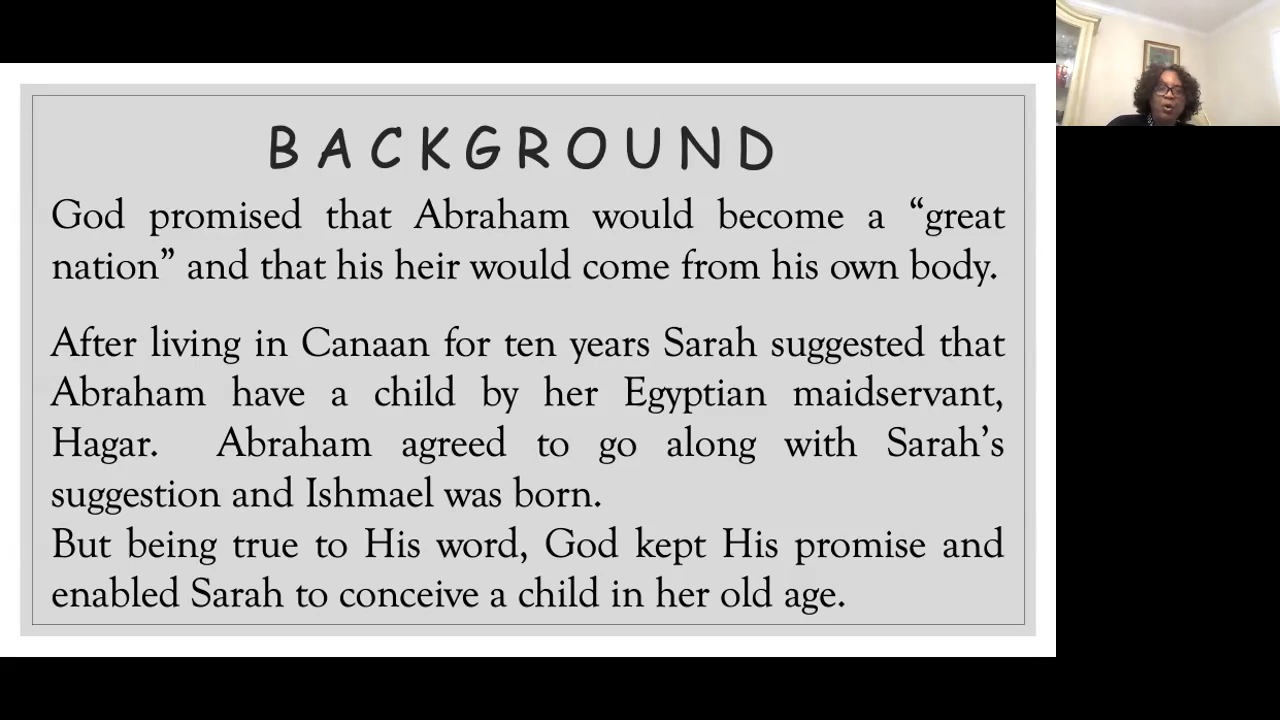 BACKGROUND
God promised that Abraham would become a “great
nation” and that his heir would come from his own body.
After living in Canaan for ten years Sarah suggested that
Abraham have a child by her Egyptian maidservant,
Hagar. Abraham agreed to go along with Sarah’s
suggestion and Ishmael was born.
But being true to His word, God kept His promise and
enabled Sarah to conceive a child in her old age.